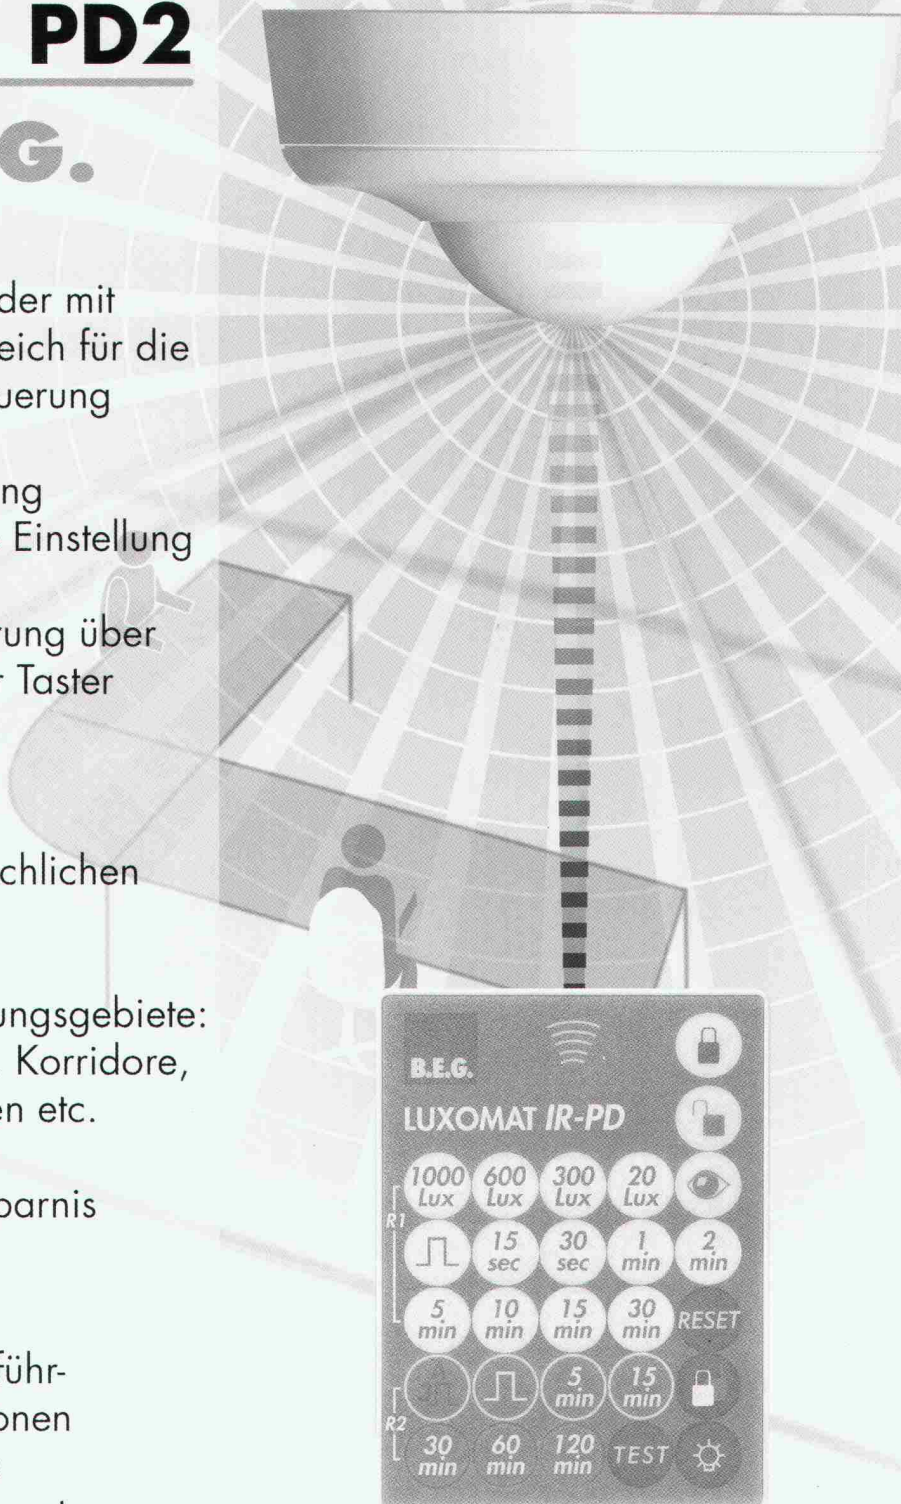 PD2
G.
der mit
eich für die
uerung
ng
Einstellung
rung über
r Taster
chlichen
ungsgebiete:
Korridore,
en etc.
parnis
führ-
onen
B.E.G.
LUXOMAT IR-PD
1000 Lux 600 Lux 300 Lux 20 Lux
R1
15 sec 30 sec 1 min 2 min
5 min 10 min 15 min 30 min RESET
5 min 15 min
R2
30 min 60 min 120 min TEST